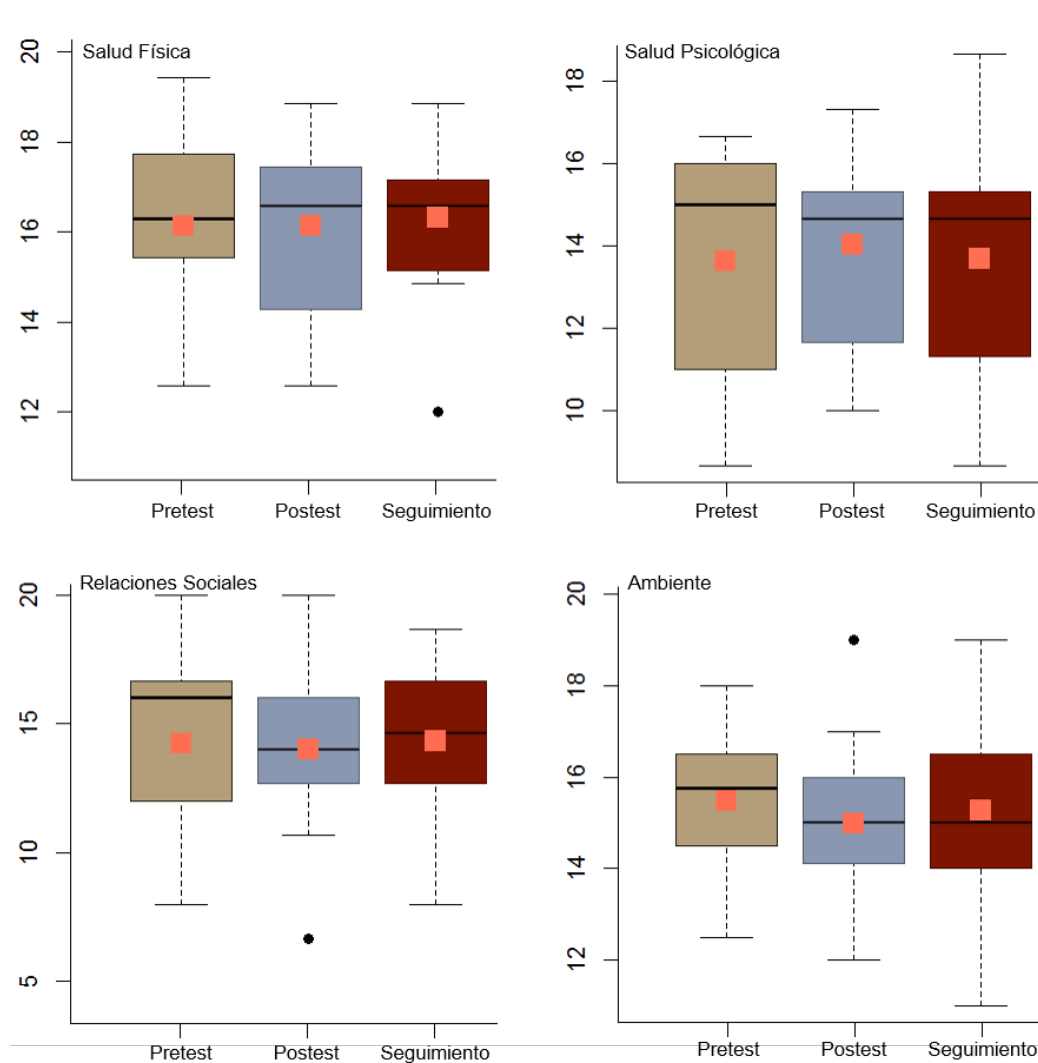 Salud Física
20
18
16
14
12
Pretest Postest Seguimiento
Salud Psicológica
18
16
14
12
10
Pretest Postest Seguimiento
Relaciones Sociales
20
15
10
5
Pretest Postest Seguimiento
Ambiente
20
18
16
14
12
Pretest Postest Seguimiento